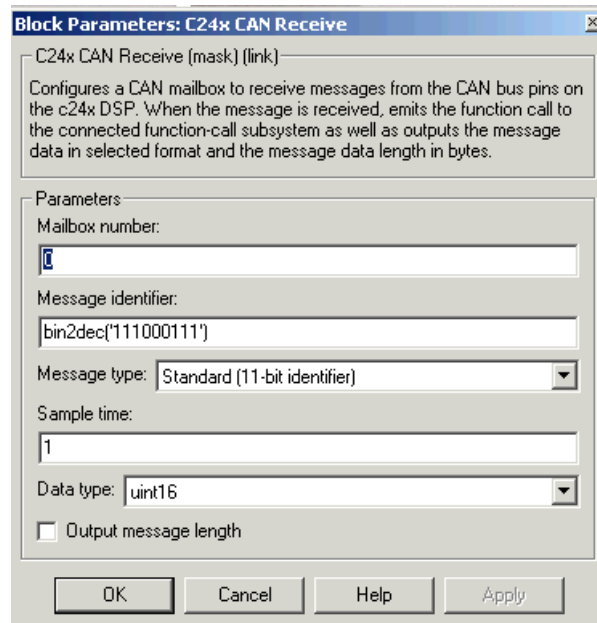 Block Parameters: C24x CAN Receive
C24x CAN Receive (mask) (link)
Configures a CAN mailbox to receive messages from the CAN bus pins on
the c24x DSP. When the message is received, emits the function call to
the connected function-call subsystem as well as outputs the message
data in selected format and the message data length in bytes.
Parameters
Mailbox number:
0
Message identifier:
bin2dec('111000111')
Message type: Standard (11-bit identifier)
Sample time:
1
Data type: uint16
Output message length
OK Cancel Help Apply